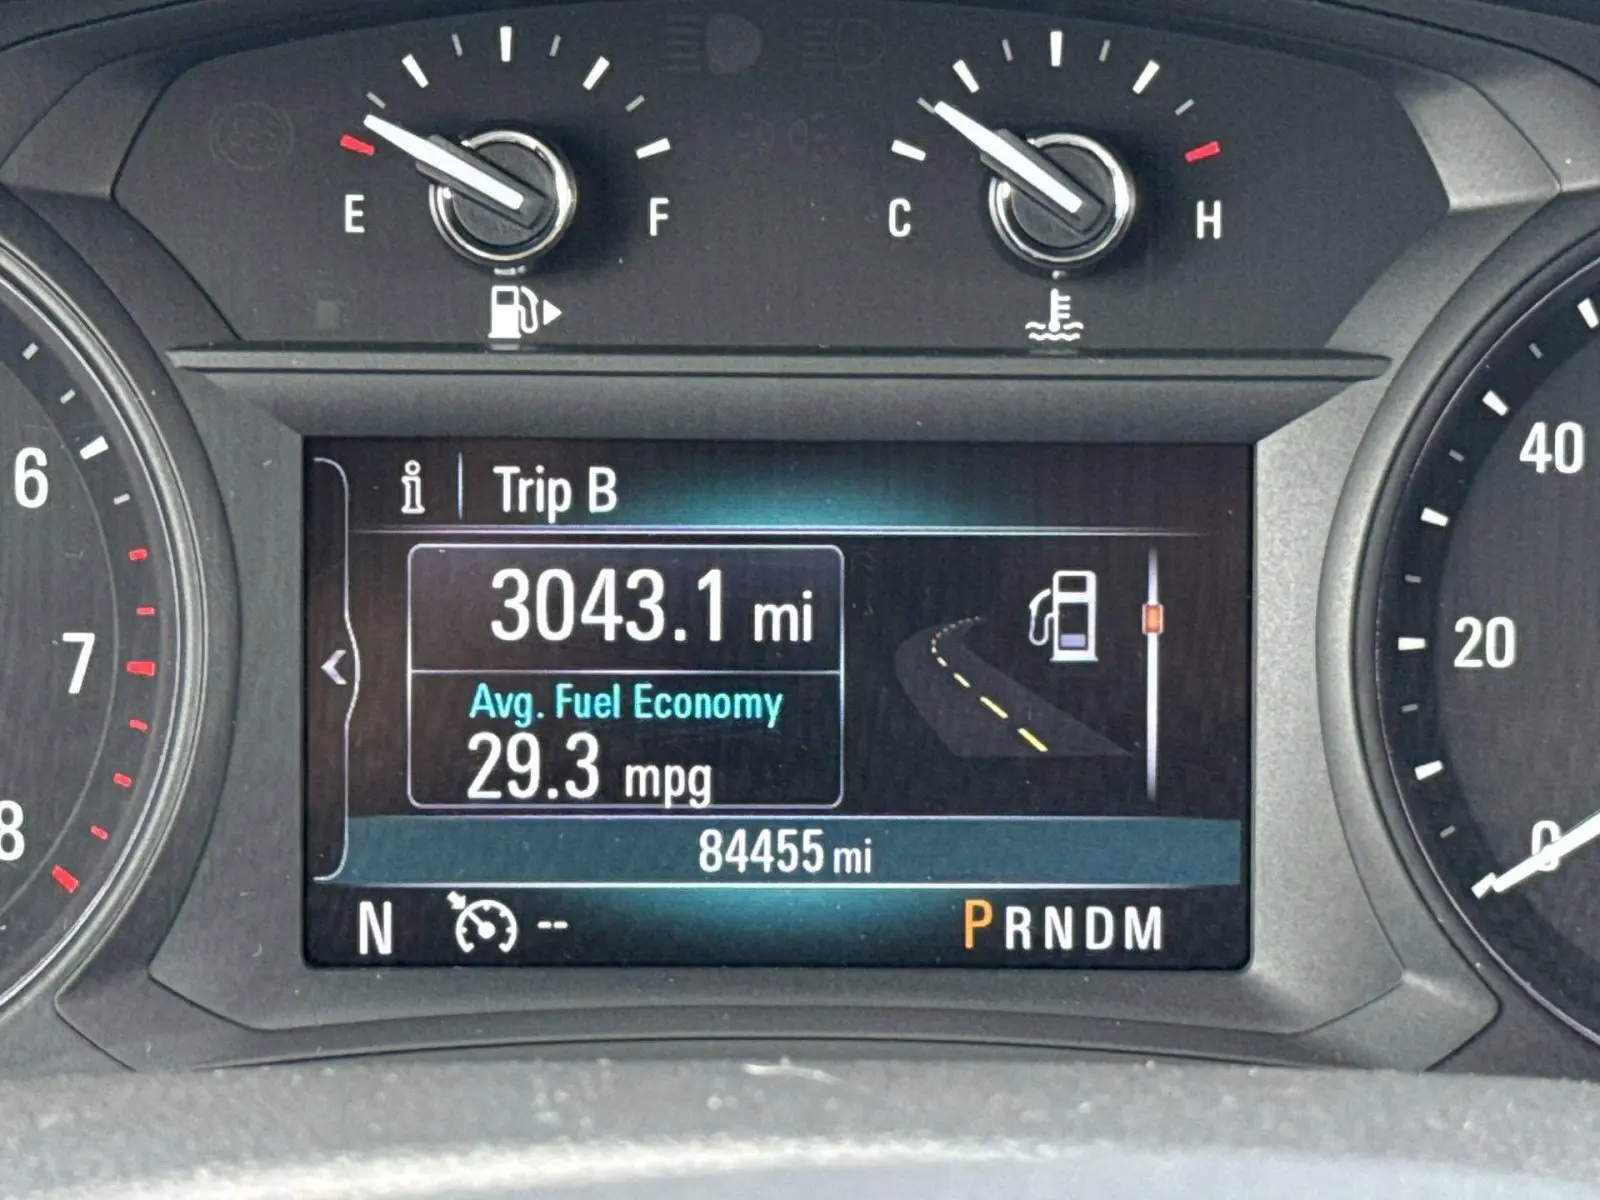 E F C H
i Trip B
3043.1 mi
Avg. Fuel Economy
29.3 mpg
84455 mi
N -- PRNDM
6
7
8
40
20
0